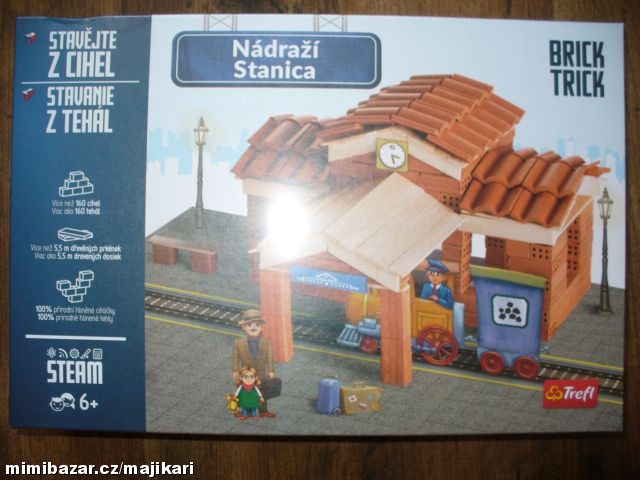 STAVĚJTE
Z CIHEL
STAVANIE
Z TEHÁL
Nádraží
Stanica
BRICK
TRICK
Více než 160 cihel
Viac ako 160 tehál
Více než 5,5 m dřevěných prkének
Viac ako 5,5 m drevených dosiek
100% přírodní hliněné cihličky
100% prírodné hlinené tehly
STEAM
6+
Trefl
mimibazar.cz/majikari